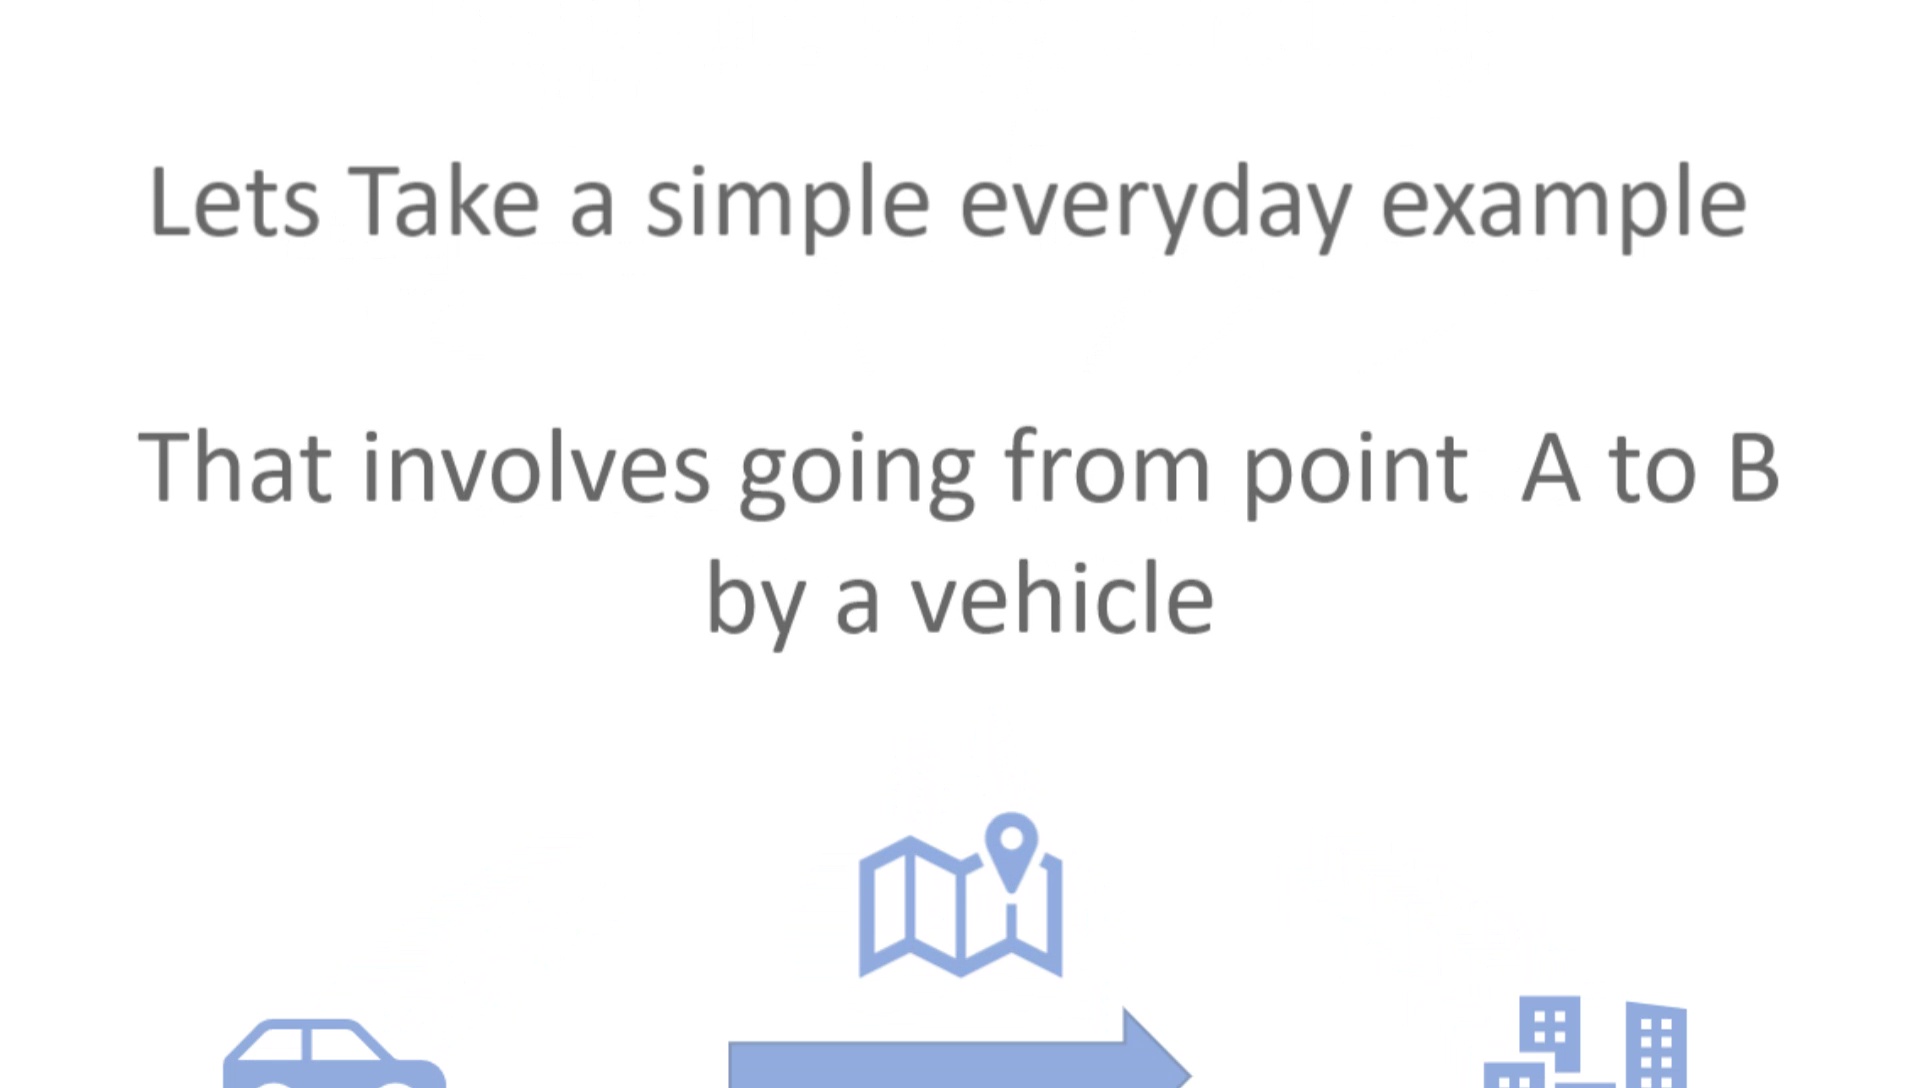 Lets Take a simple everyday example
That involves going from point  A to B
by a vehicle